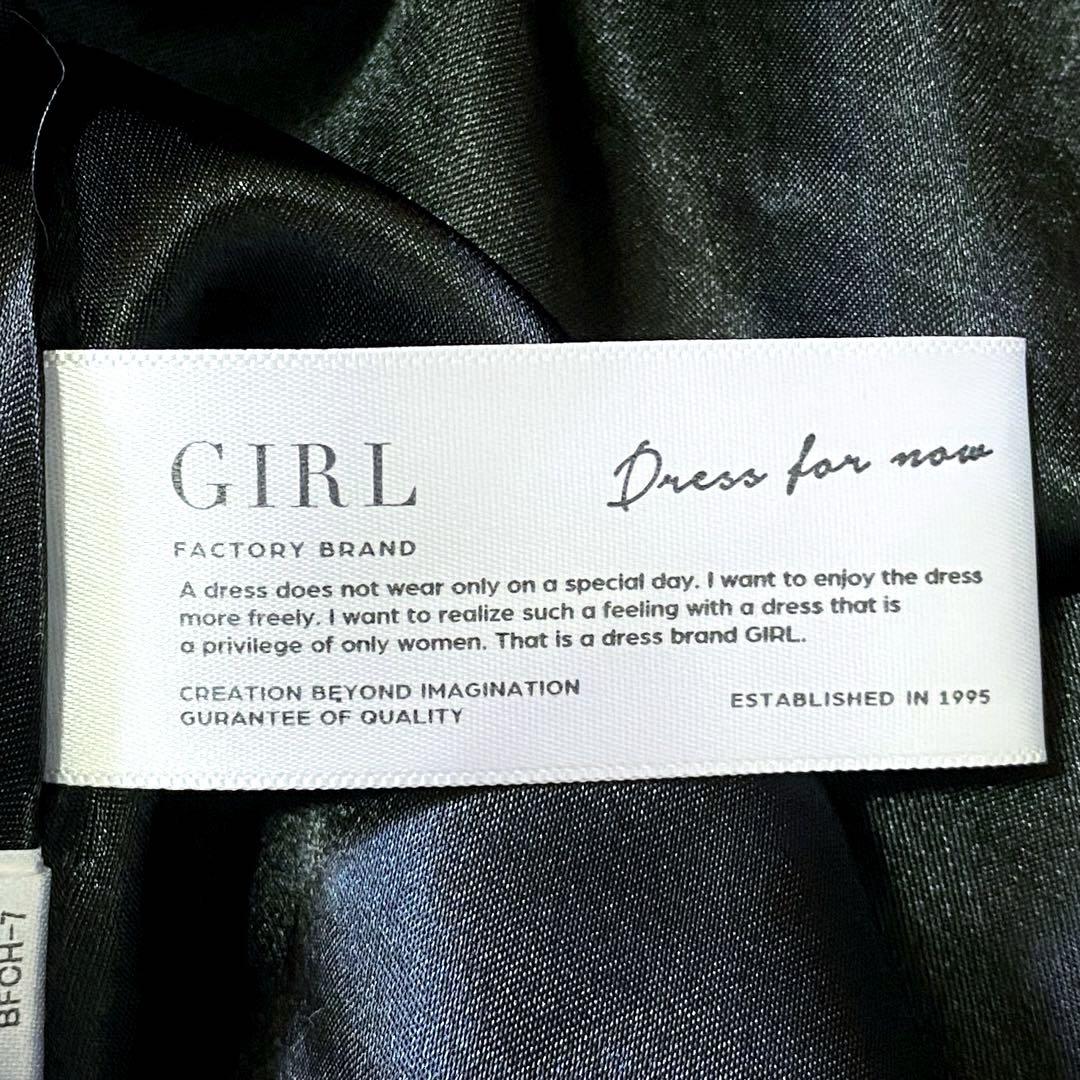 GIRL
Dress for now
FACTORY BRAND
A dress does not wear only on a special day. I want to enjoy the dress
more freely. I want to realize such a feeling with a dress that is
a privilege of only women. That is a dress brand GIRL.
CREATION BEYOND IMAGINATION
GURANTEE OF QUALITY
ESTABLISHED IN 1995
BFCH-7